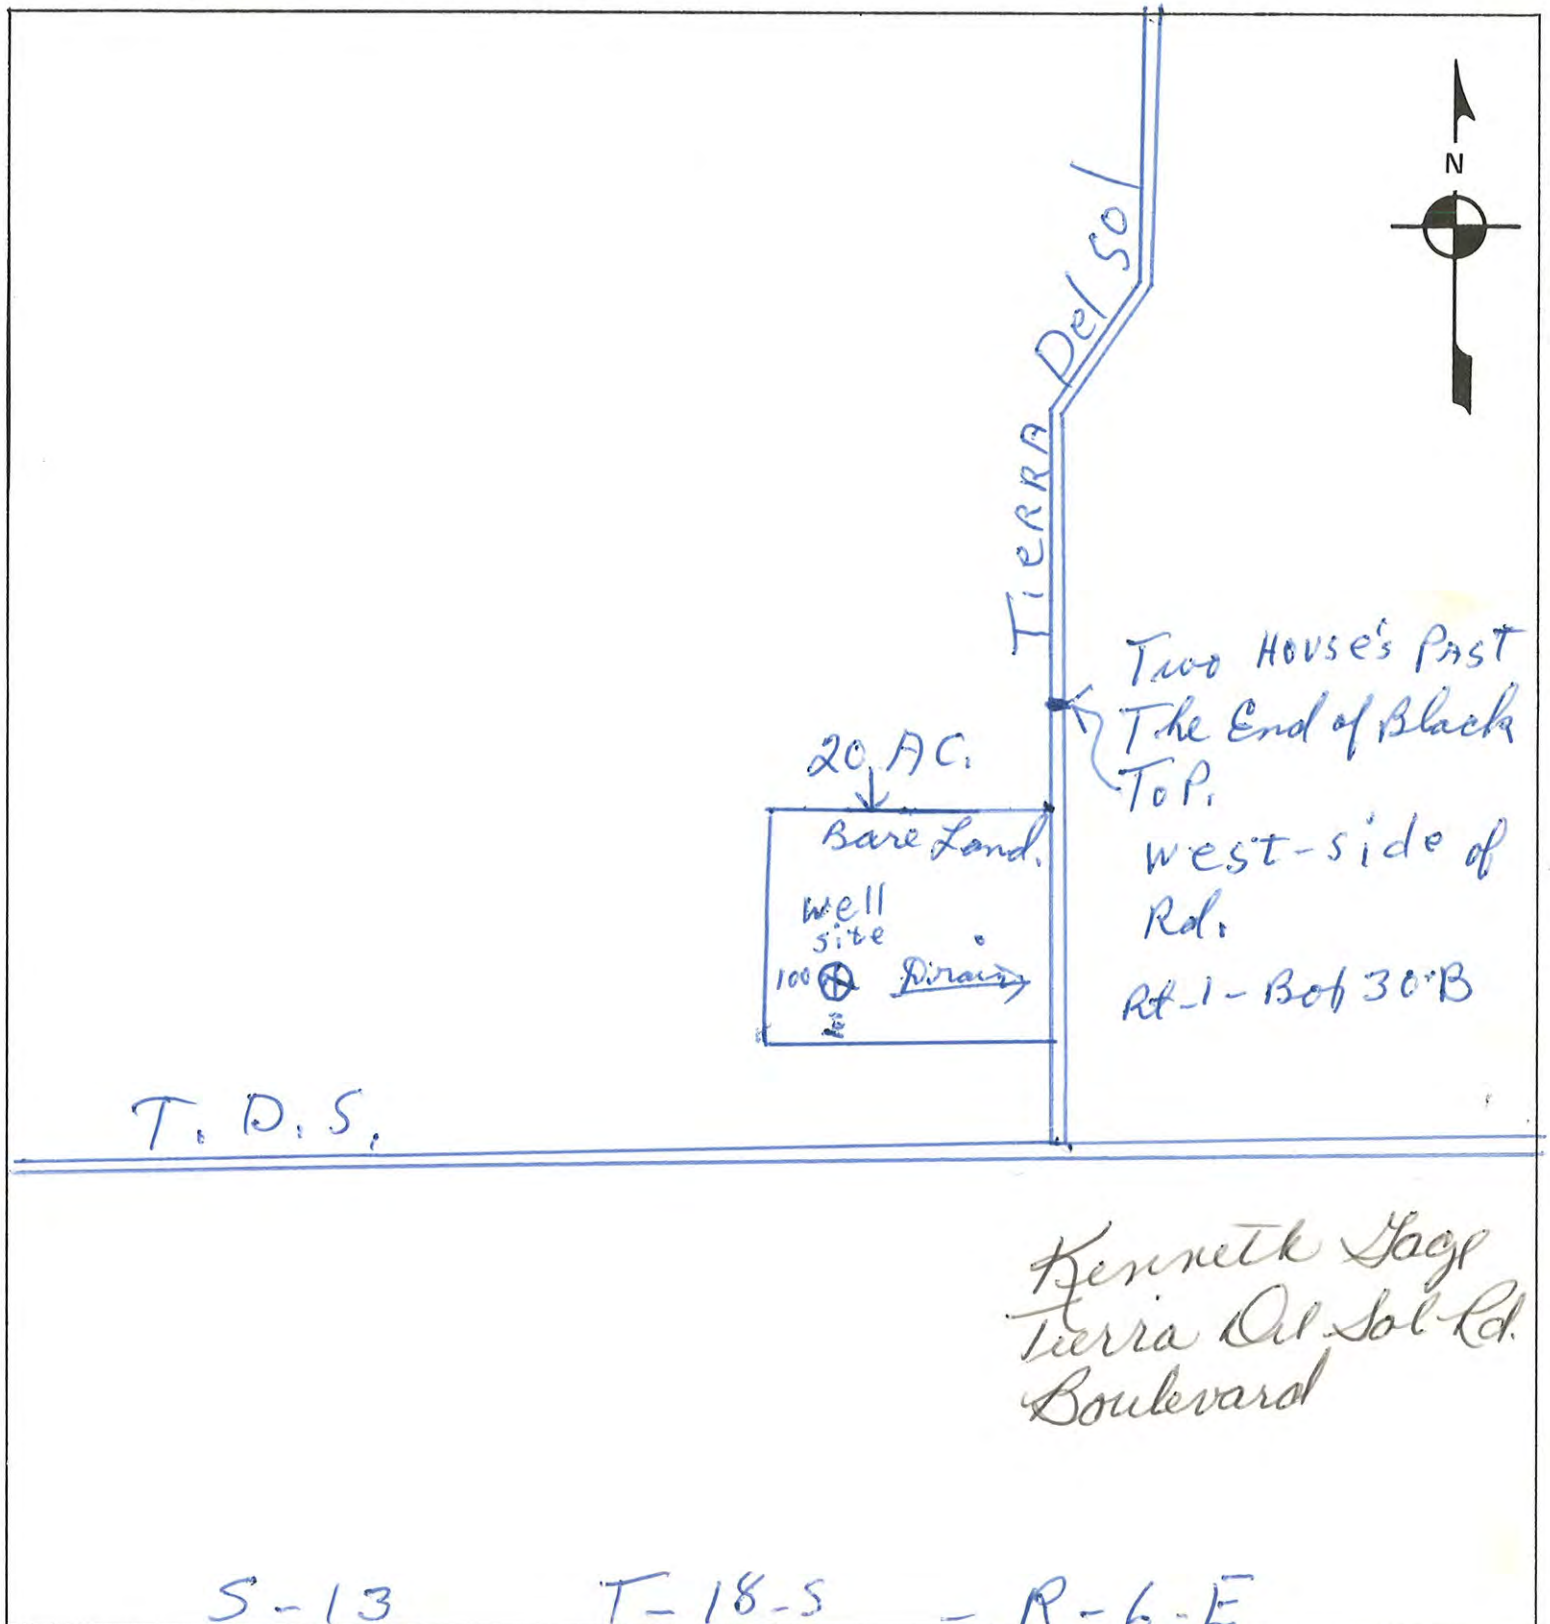 N
TiERRA Del Sol
Two House's Past
The End of Black
ToP.
west-side of
Rd.
Rt-1-Box 30-B
20 AC.
Bare Land.
well
site
100
Drain
T. D. S.
Kenneth Gage
Tierra Del Sol Rd.
Boulevard
S-13 T-18-S - R-6-E